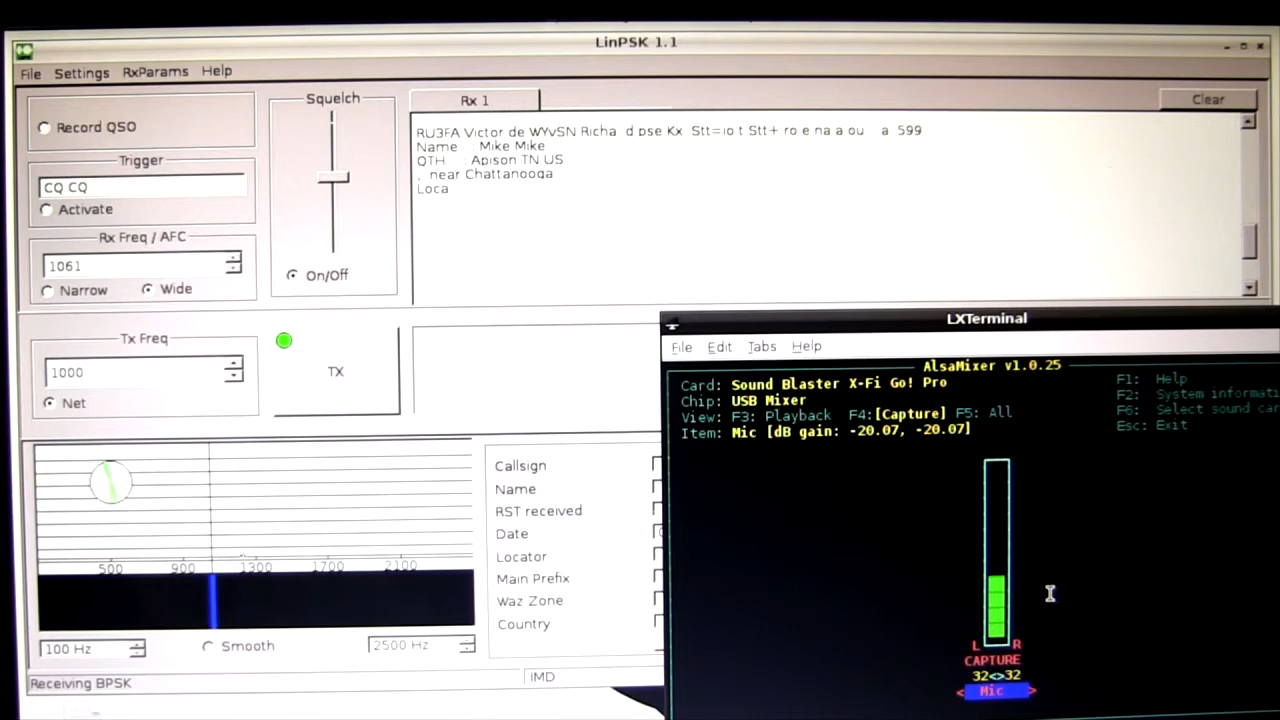 LinPSK 1.1
File Settings RxParams Help
Record QSO
Trigger
CQ CQ
Activate
Rx Freq / AFC
1061
Narrow Wide
Squelch
On/Off
Rx 1
Clear
RU3FA Victor de WYvSN Richa d pse Kx Stt=io t Stt+ ro e na a ou a 599
Name : Mike Mike
QTH : Apison TN US
, near Chattanooga
Loca
Tx Freq
1000
Net
TX
500 900 1300 1700 2100
100 Hz
Smooth
2500 Hz
Callsign
Name
RST received
Date
Locator
Main Prefix
Waz Zone
Country
Receiving BPSK
IMD
LXTerminal
File Edit Tabs Help
AlsaMixer v1.0.25
Card: Sound Blaster X-Fi Go! Pro
Chip: USB Mixer
View: F3: Playback F4:[Capture] F5: All
Item: Mic [dB gain: -20.07, -20.07]
F1: Help
F2: System informati
F6: Select sound car
Esc: Exit
L R
CAPTURE
32<>32
< Mic >